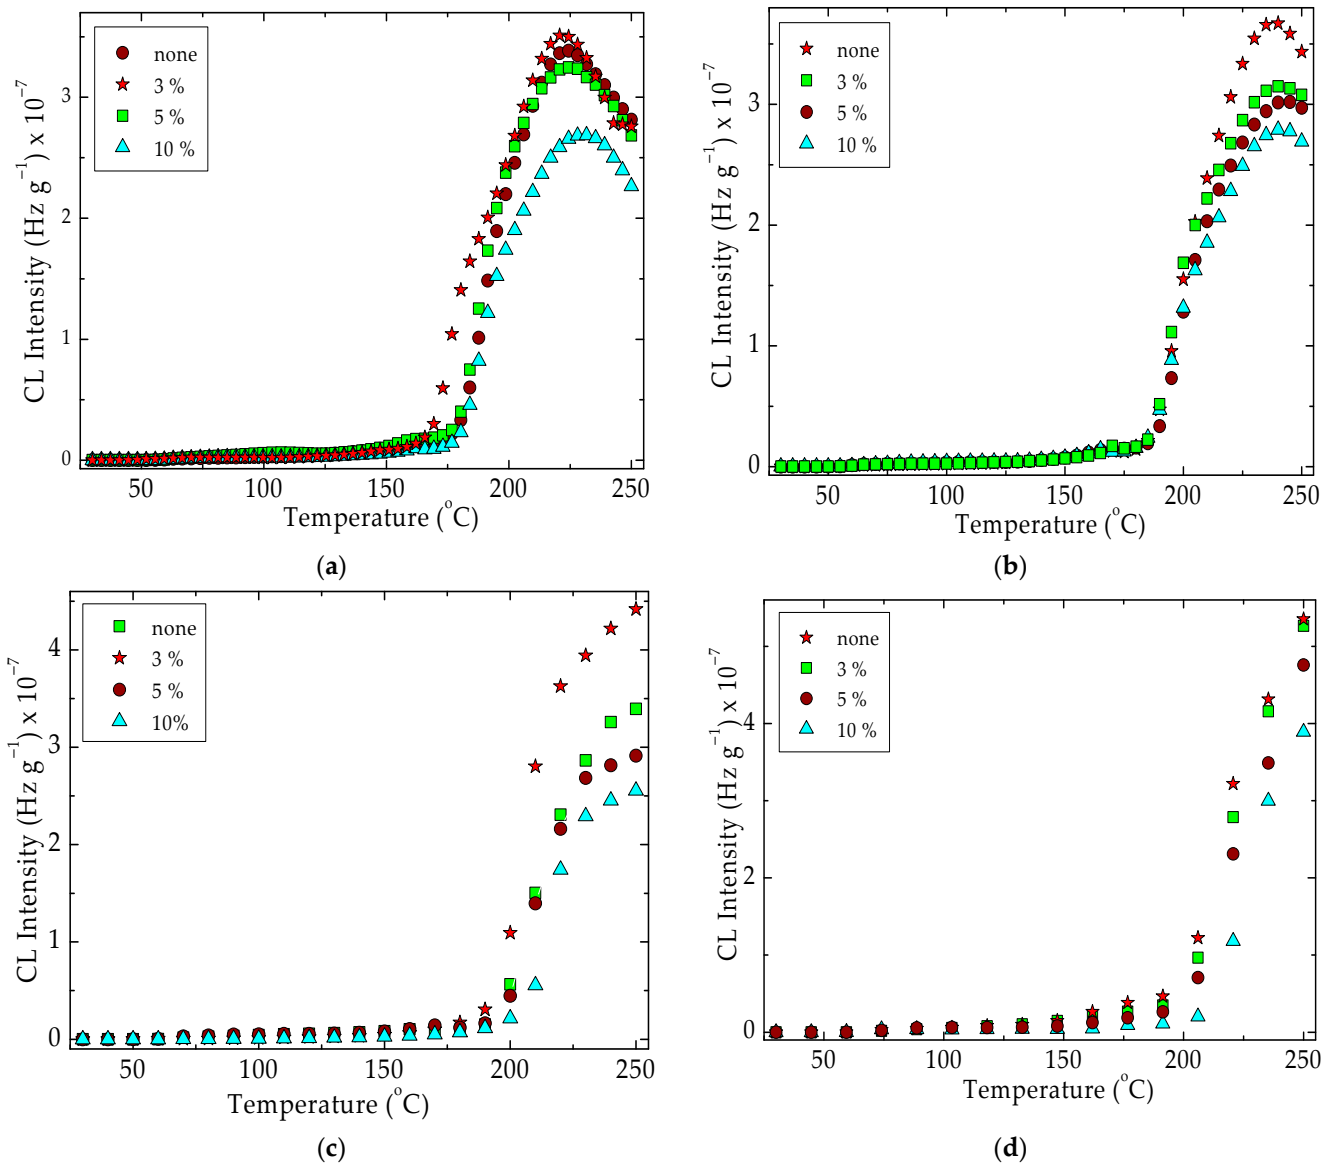 none
3 %
5 %
10 %
CL Intensity (Hz g⁻¹) x 10⁻⁷
3
2
1
0
50 100 150 200 250
Temperature (°C)
(a)
none
3 %
5 %
10 %
CL Intensity (Hz g⁻¹) x 10⁻⁷
3
2
1
0
50 100 150 200 250
Temperature (°C)
(b)
none
3 %
5 %
10%
CL Intensity (Hz g⁻¹) x 10⁻⁷
4
3
2
1
0
50 100 150 200 250
Temperature (°C)
(c)
none
3 %
5 %
10 %
CL Intensity (Hz g⁻¹) x 10⁻⁷
4
2
0
50 100 150 200 250
Temperature (°C)
(d)